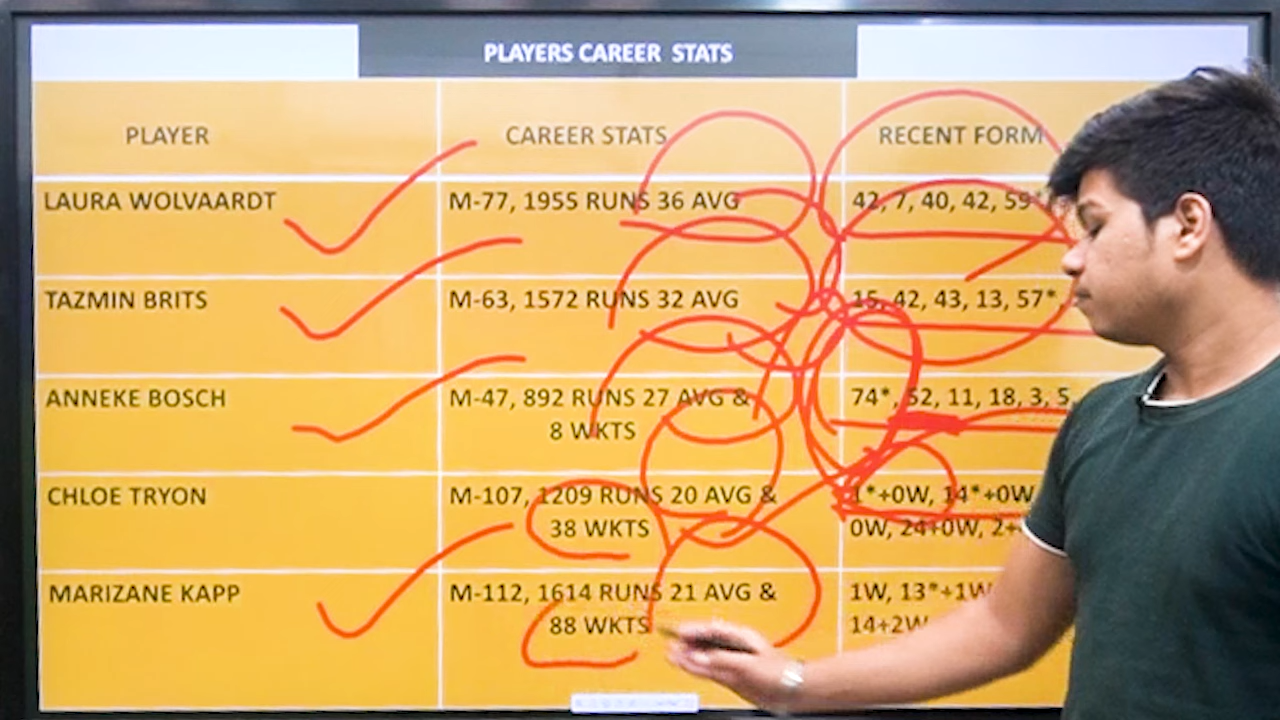 PLAYERS CAREER STATS
PLAYER CAREER STATS RECENT FORM
LAURA WOLVAARDT M-77, 1955 RUNS 36 AVG 42, 7, 40, 42, 59*
TAZMIN BRITS M-63, 1572 RUNS 32 AVG 15, 42, 43, 13, 57*
ANNEKE BOSCH M-47, 892 RUNS 27 AVG & 74*, 52, 11, 18, 3, 5
8 WKTS
CHLOE TRYON M-107, 1209 RUNS 20 AVG & 1*+0W, 14*+0W
38 WKTS 0W, 24+0W, 2+
MARIZANE KAPP M-112, 1614 RUNS 21 AVG & 1W, 13*+1W
88 WKTS 14+2W